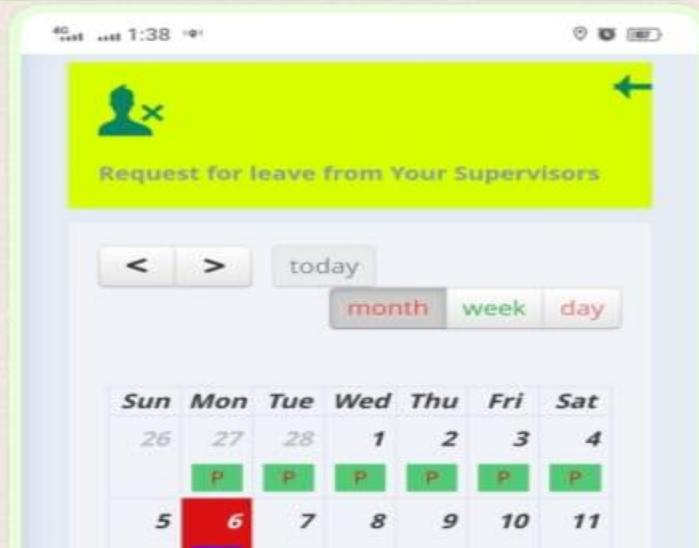 4G 1:38
Request for leave from Your Supervisors
< > today
month week day
Sun Mon Tue Wed Thu Fri Sat
26 27 28 1 2 3 4
P P P P P P
5 6 7 8 9 10 11